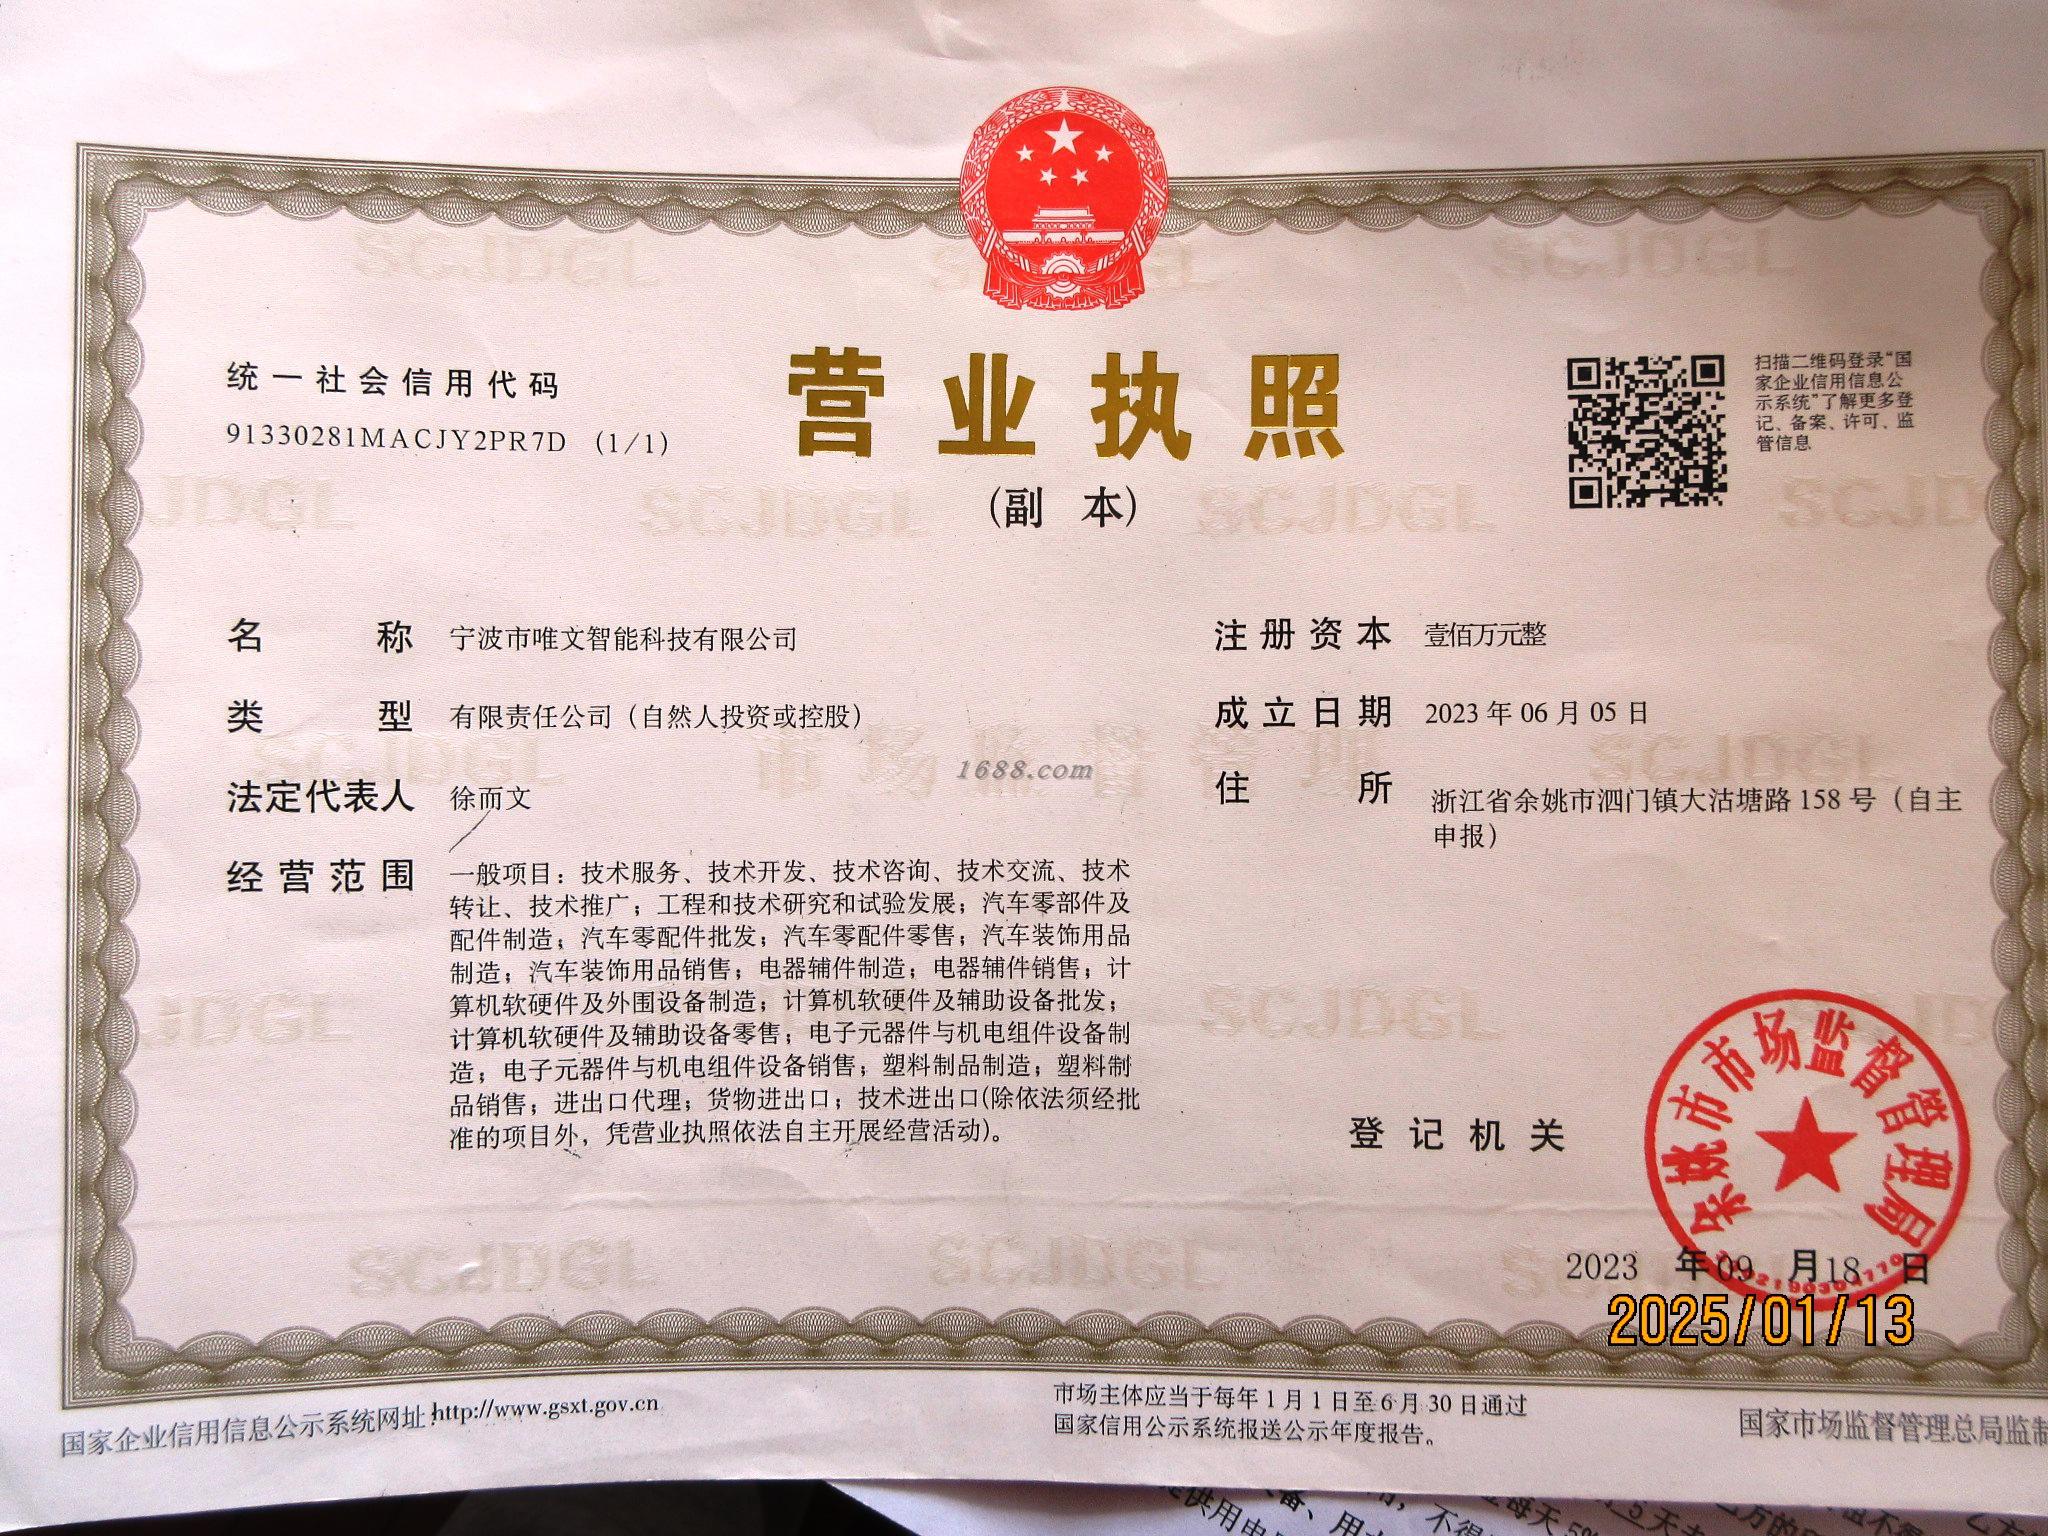 统一社会信用代码
91330281MACJY2PR7D (1/1)
营业执照
(副 本)
扫描二维码登录“国
家企业信用信息公
示系统”了解更多登
记、备案、许可、监
管信息
名 称 宁波市唯文智能科技有限公司
类 型 有限责任公司（自然人投资或控股）
法定代表人 徐而文
经营范围 一般项目：技术服务、技术开发、技术咨询、技术交流、技术
转让、技术推广；工程和技术研究和试验发展；汽车零部件及
配件制造；汽车零配件批发；汽车零配件零售；汽车装饰用品
制造；汽车装饰用品销售；电器辅件制造；电器辅件销售；计
算机软硬件及外围设备制造；计算机软硬件及辅助设备批发；
计算机软硬件及辅助设备零售；电子元器件与机电组件设备制
造；电子元器件与机电组件设备销售；塑料制品制造；塑料制
品销售；进出口代理；货物进出口；技术进出口(除依法须经批
准的项目外，凭营业执照依法自主开展经营活动)。
注册资本 壹佰万元整
成立日期 2023 年 06 月 05 日
住 所 浙江省余姚市泗门镇大沽塘路 158 号（自主
申报）
1688.com
登记机关
余姚市市场监督管理局
2023 年 09 月 18 日
2025/01/13
国家企业信用信息公示系统网址：http://www.gsxt.gov.cn
市场主体应当于每年 1 月 1 日至 6 月 30 日通过
国家信用公示系统报送公示年度报告。
国家市场监督管理总局监制